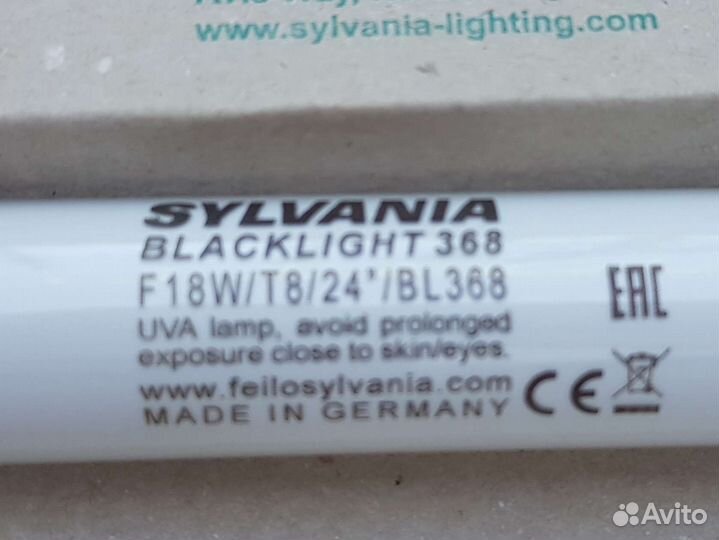 www.sylvania-lighting.com
SYLVANIA
BLACKLIGHT 368
F18W/T8/24"/BL368
UVA lamp, avoid prolonged
exposure close to skin/eyes.
www.feilosylvania.com
MADE IN GERMANY
CE
EAC
Avito